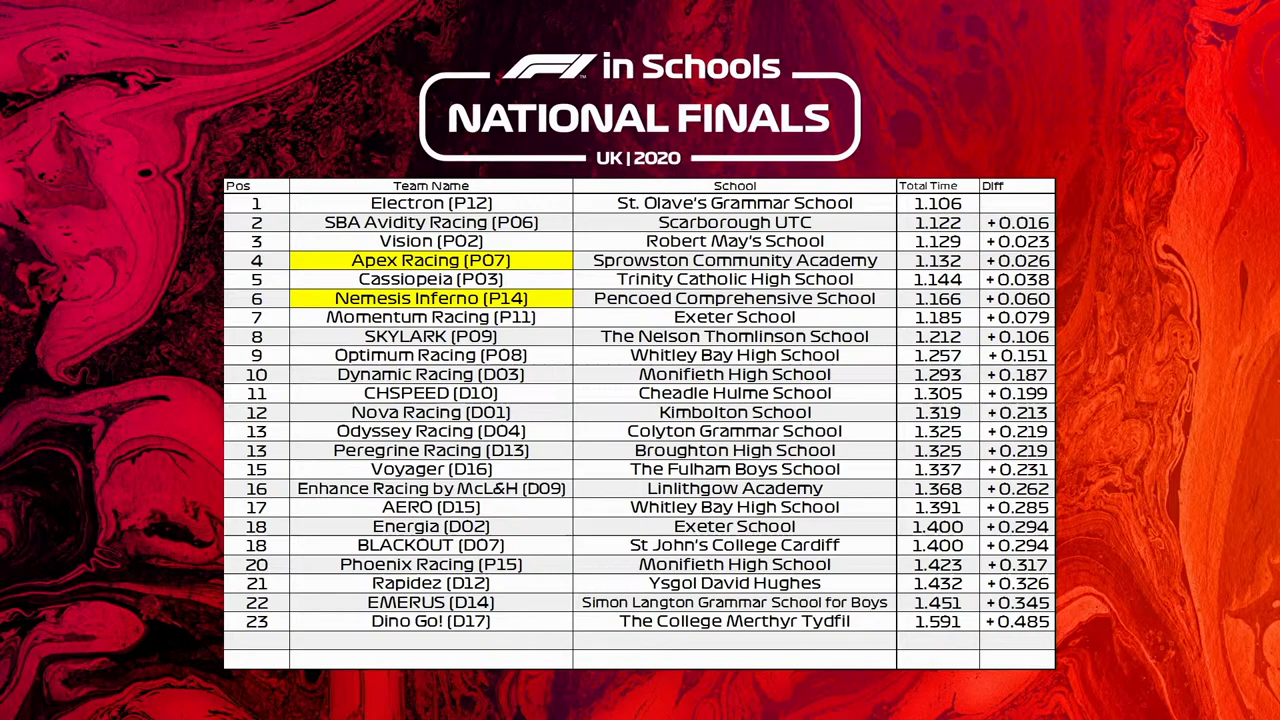 F1 in Schools
NATIONAL FINALS
UK | 2020
Pos Team Name School Total Time Diff
1 Electron (P12) St. Olave's Grammar School 1.106
2 SBA Avidity Racing (P06) Scarborough UTC 1.122 +0.016
3 Vision (P02) Robert May's School 1.129 +0.023
4 Apex Racing (P07) Sprowston Community Academy 1.132 +0.026
5 Cassiopeia (P03) Trinity Catholic High School 1.144 +0.038
6 Nemesis Inferno (P14) Pencoed Comprehensive School 1.166 +0.060
7 Momentum Racing (P11) Exeter School 1.185 +0.079
8 SKYLARK (P09) The Nelson Thomlinson School 1.212 +0.106
9 Optimum Racing (P08) Whitley Bay High School 1.257 +0.151
10 Dynamic Racing (D03) Monifieth High School 1.293 +0.187
11 CHSPEED (D10) Cheadle Hulme School 1.305 +0.199
12 Nova Racing (D01) Kimbolton School 1.319 +0.213
13 Odyssey Racing (D04) Colyton Grammar School 1.325 +0.219
13 Peregrine Racing (D13) Broughton High School 1.325 +0.219
15 Voyager (D16) The Fulham Boys School 1.337 +0.231
16 Enhance Racing by McL&H (D09) Linlithgow Academy 1.368 +0.262
17 AERO (D15) Whitley Bay High School 1.391 +0.285
18 Energia (D02) Exeter School 1.400 +0.294
18 BLACKOUT (D07) St John's College Cardiff 1.400 +0.294
20 Phoenix Racing (P15) Monifieth High School 1.423 +0.317
21 Rapidez (D12) Ysgol David Hughes 1.432 +0.326
22 EMERUS (D14) Simon Langton Grammar School for Boys 1.451 +0.345
23 Dino Go! (D17) The College Merthyr Tydfil 1.591 +0.485